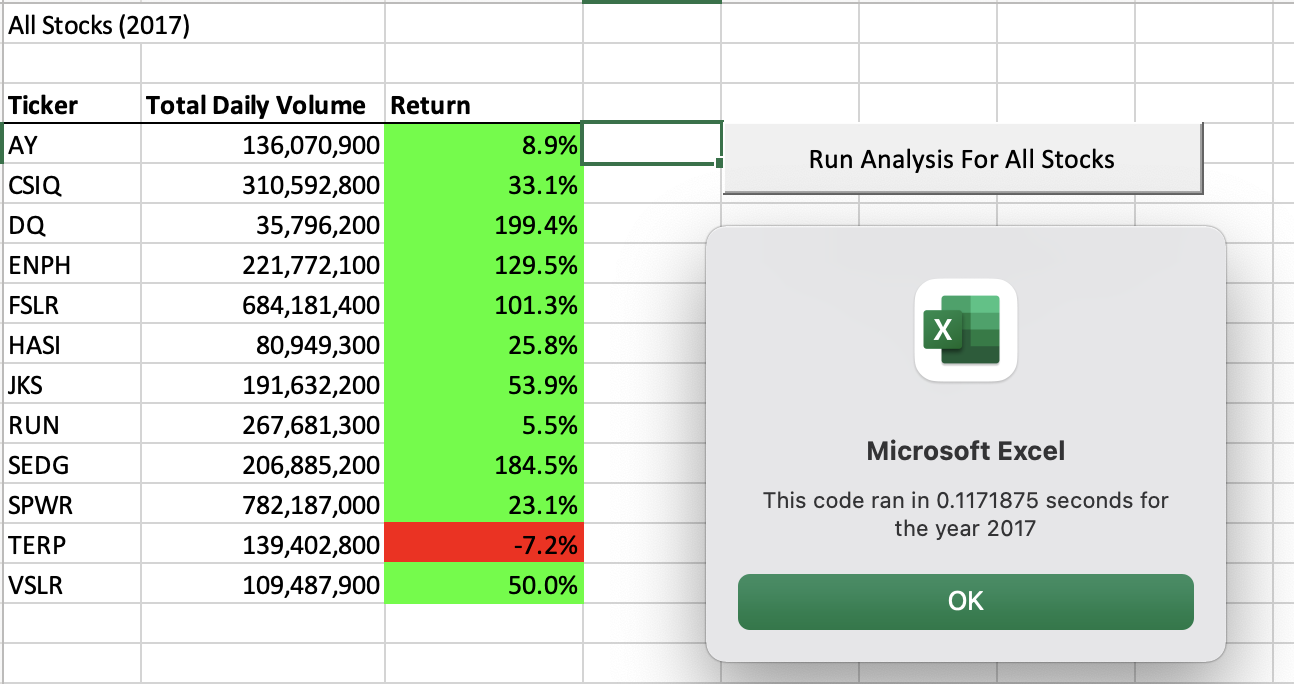 All Stocks (2017)
Ticker Total Daily Volume Return
AY 136,070,900 8.9%
Run Analysis For All Stocks
CSIQ 310,592,800 33.1%
DQ 35,796,200 199.4%
ENPH 221,772,100 129.5%
FSLR 684,181,400 101.3%
HASI 80,949,300 25.8%
JKS 191,632,200 53.9%
RUN 267,681,300 5.5%
SEDG 206,885,200 184.5%
SPWR 782,187,000 23.1%
TERP 139,402,800 -7.2%
VSLR 109,487,900 50.0%
X
Microsoft Excel
This code ran in 0.1171875 seconds for
the year 2017
OK